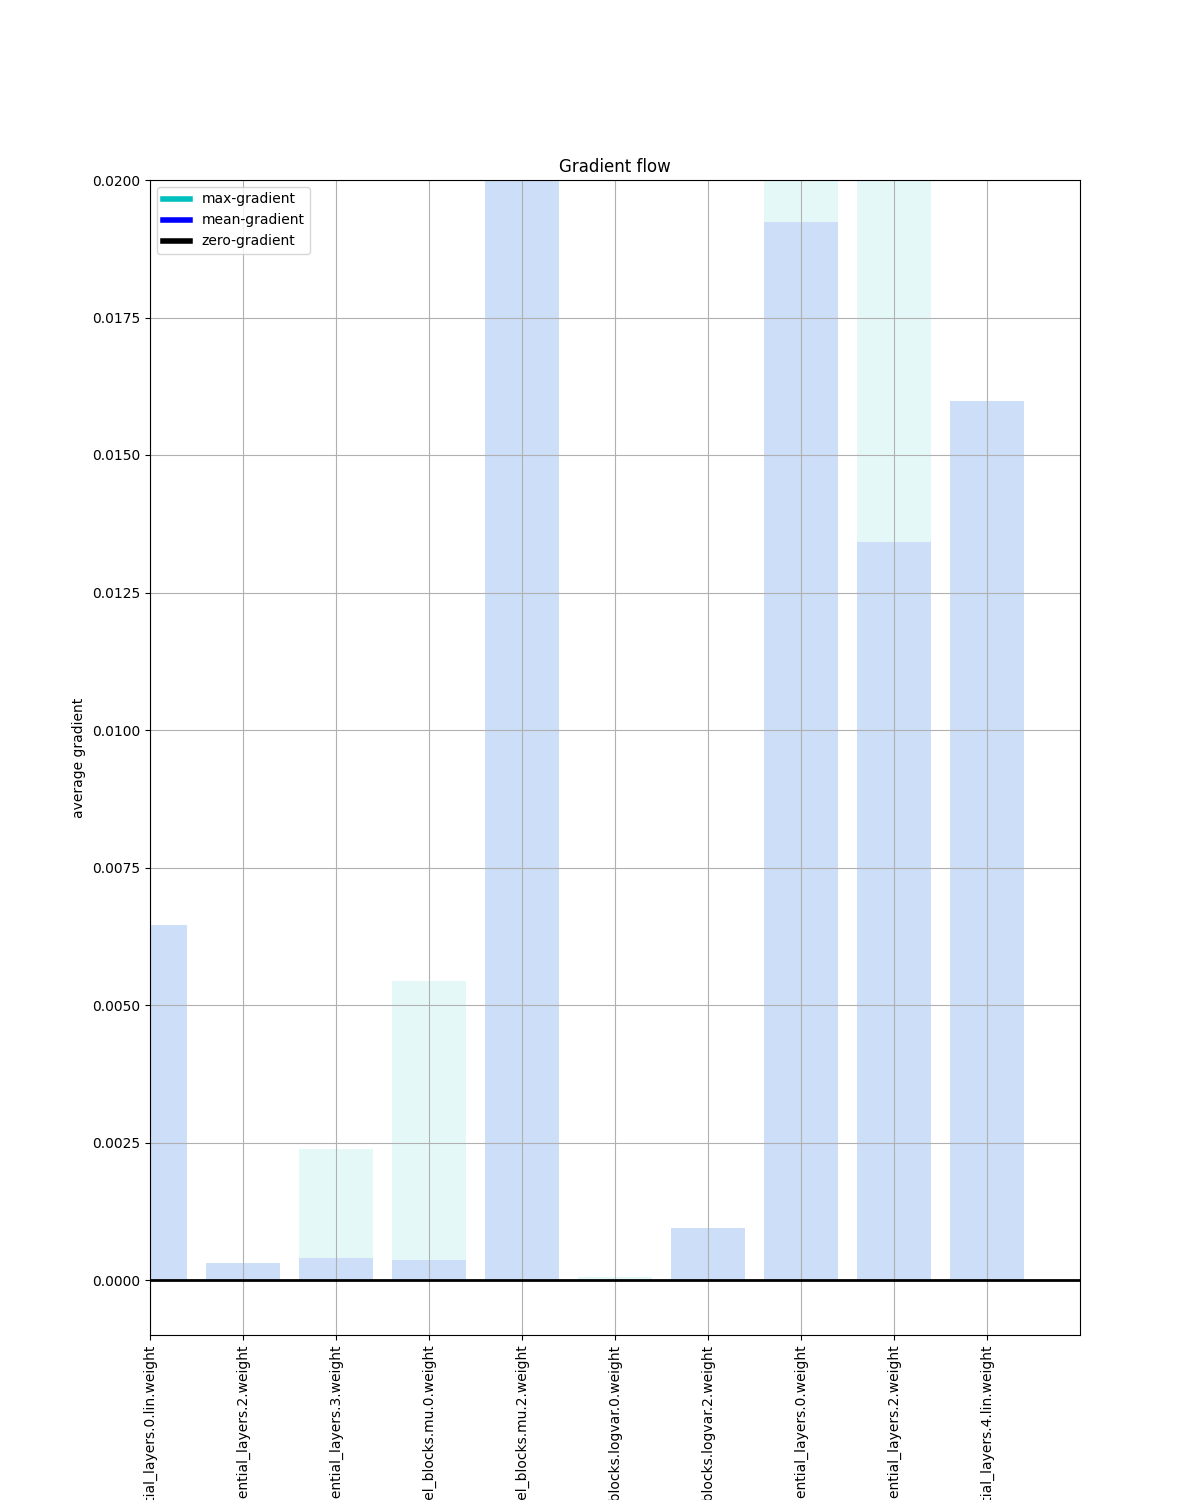 Gradient flow
max-gradient
mean-gradient
zero-gradient
average gradient
0.0200
0.0175
0.0150
0.0125
0.0100
0.0075
0.0050
0.0025
0.0000
tial_layers.0.lin.weight
ential_layers.2.weight
ential_layers.3.weight
el_blocks.mu.0.weight
el_blocks.mu.2.weight
blocks.logvar.0.weight
blocks.logvar.2.weight
ential_layers.0.weight
ential_layers.2.weight
tial_layers.4.lin.weight